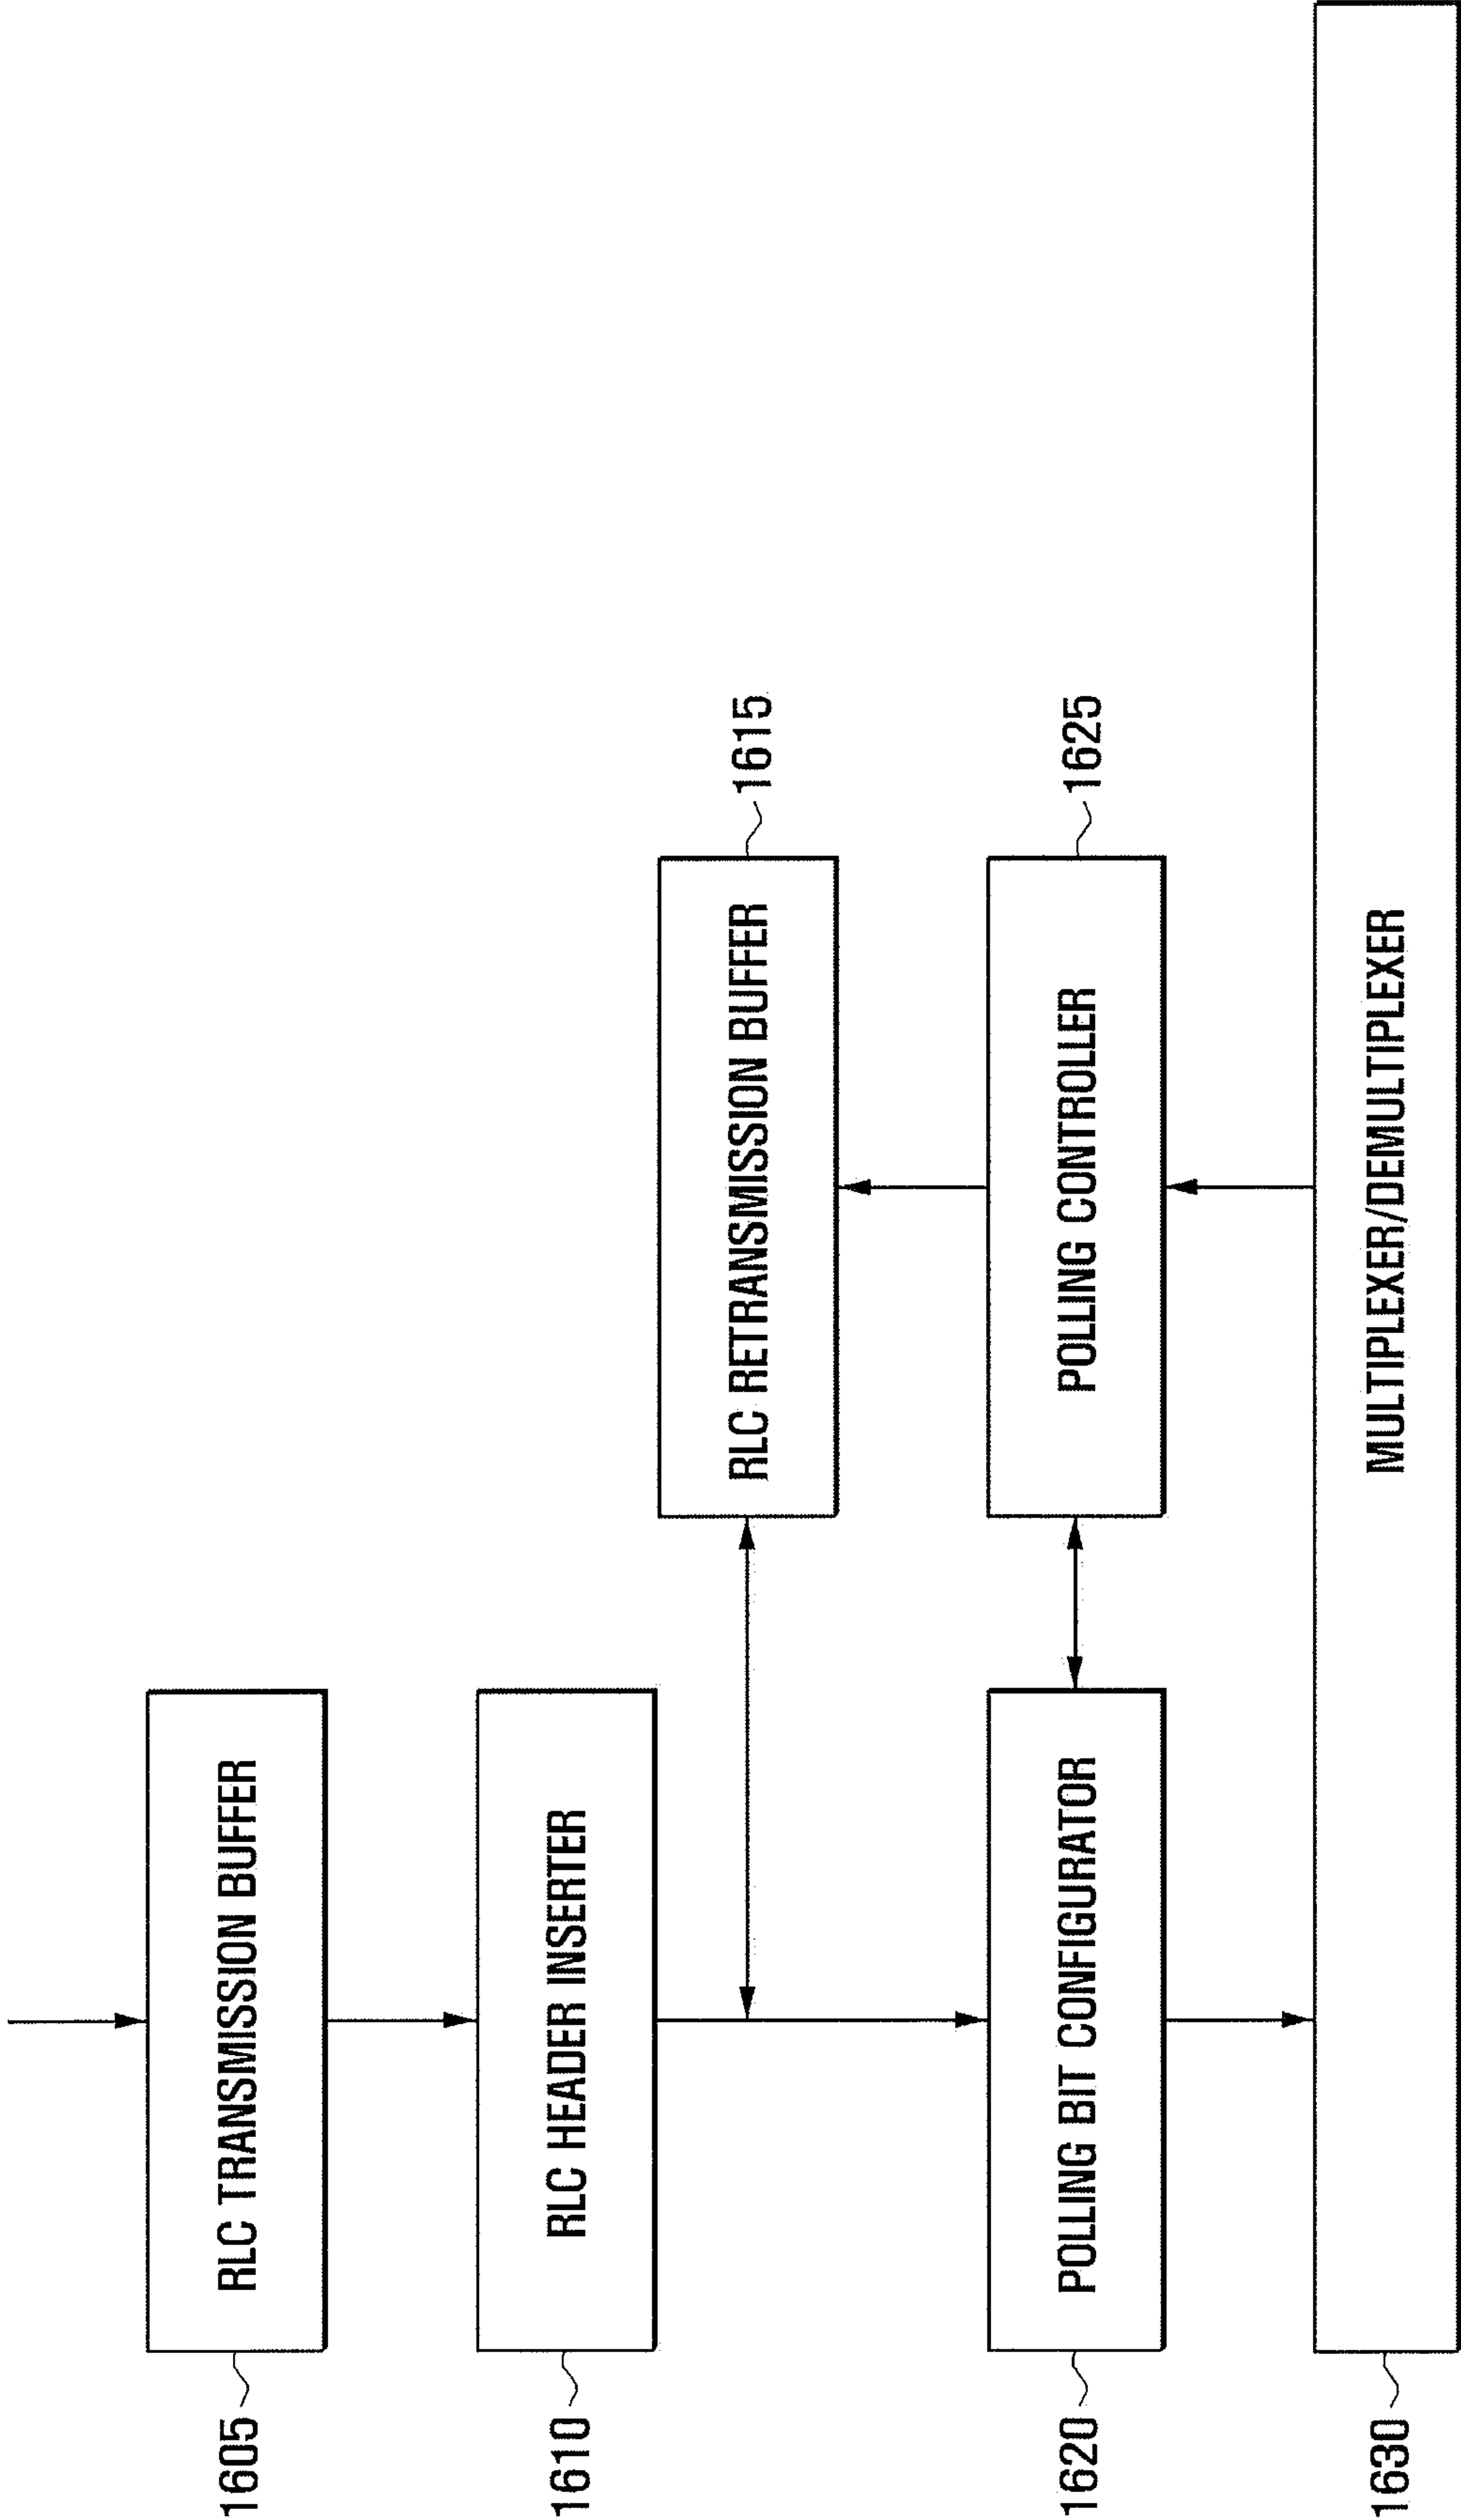 1605
RLC TRANSMISSION BUFFER
1610
RLC HEADER INSERTER
RLC RETRANSMISSION BUFFER
1615
1620
POLLING BIT CONFIGURATOR
POLLING CONTROLLER
1625
1630
MULTIPLEXER/DEMULTIPLEXER